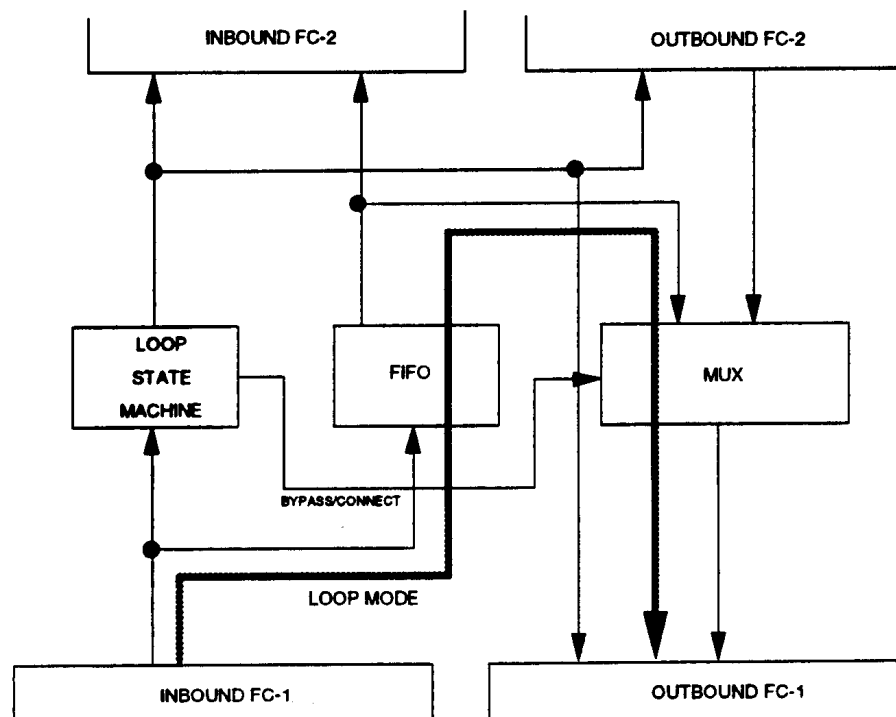 INBOUND FC-2
OUTBOUND FC-2
LOOP
STATE
MACHINE
FIFO
MUX
BYPASS/CONNECT
LOOP MODE
INBOUND FC-1
OUTBOUND FC-1